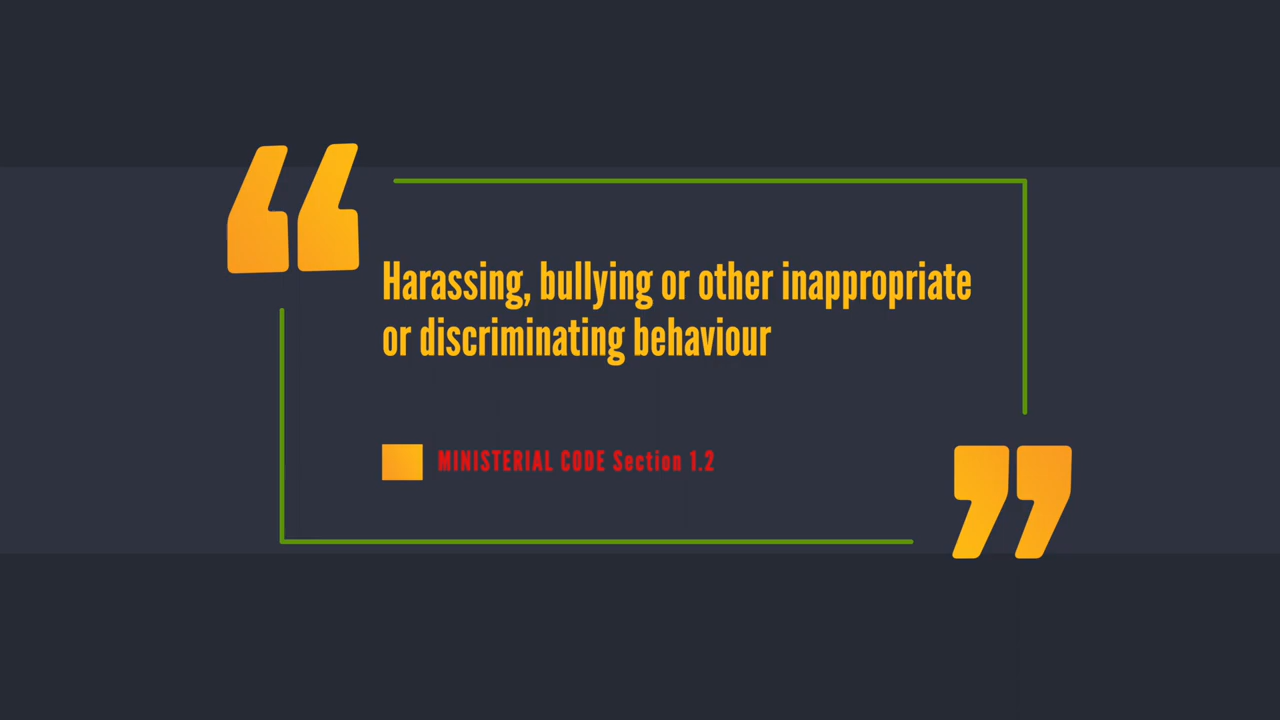 Harassing, bullying or other inappropriate
or discriminating behaviour
MINISTERIAL CODE Section 1.2